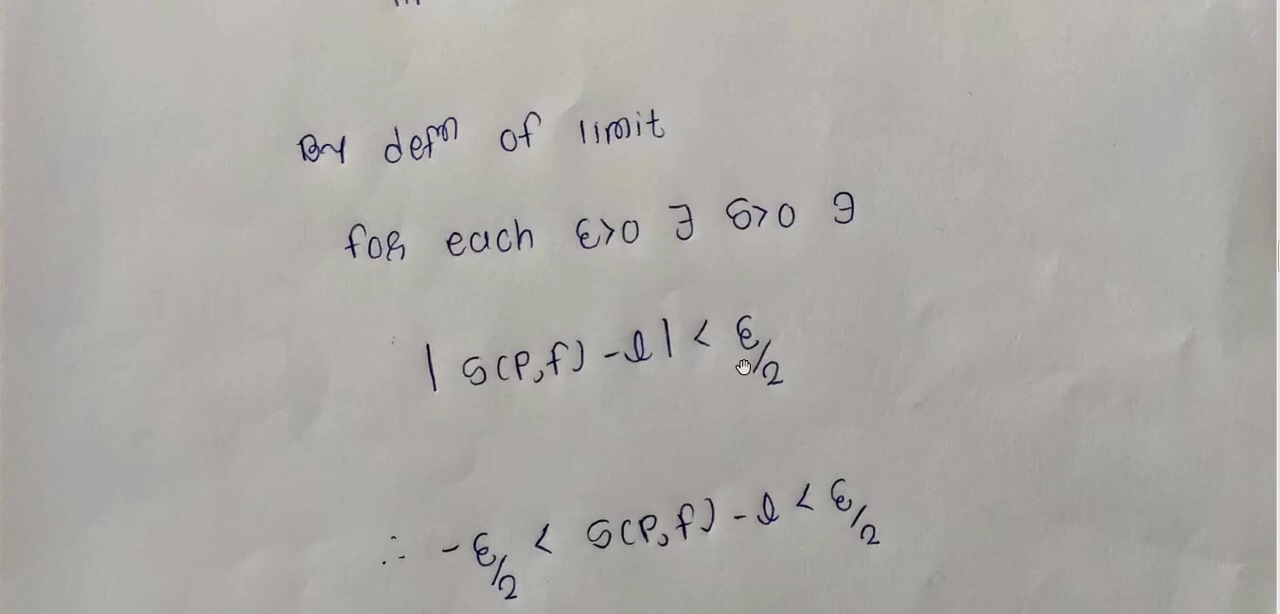 By defn of limit
for each ε>0 ∃ δ>0 ∋
| S(P,f) - l | < ε/2
∴ -ε/2 < S(P,f) - l < ε/2